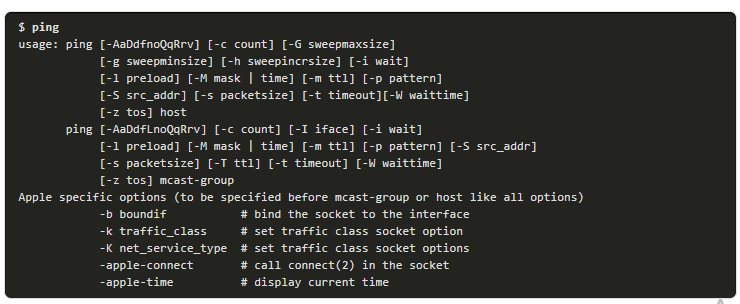 $ ping
usage: ping [-AaDdfnoQqRrv] [-c count] [-G sweepmaxsize]
            [-g sweepminsize] [-h sweepincrsize] [-i wait]
            [-l preload] [-M mask | time] [-m ttl] [-p pattern]
            [-S src_addr] [-s packetsize] [-t timeout][-W waittime]
            [-z tos] host
       ping [-AaDdfLnoQqRrv] [-c count] [-I iface] [-i wait]
            [-l preload] [-M mask | time] [-m ttl] [-p pattern] [-S src_addr]
            [-s packetsize] [-T ttl] [-t timeout] [-W waittime]
            [-z tos] mcast-group
Apple specific options (to be specified before mcast-group or host like all options)
            -b boundif           # bind the socket to the interface
            -k traffic_class     # set traffic class socket option
            -K net_service_type  # set traffic class socket options
            -apple-connect       # call connect(2) in the socket
            -apple-time          # display current time